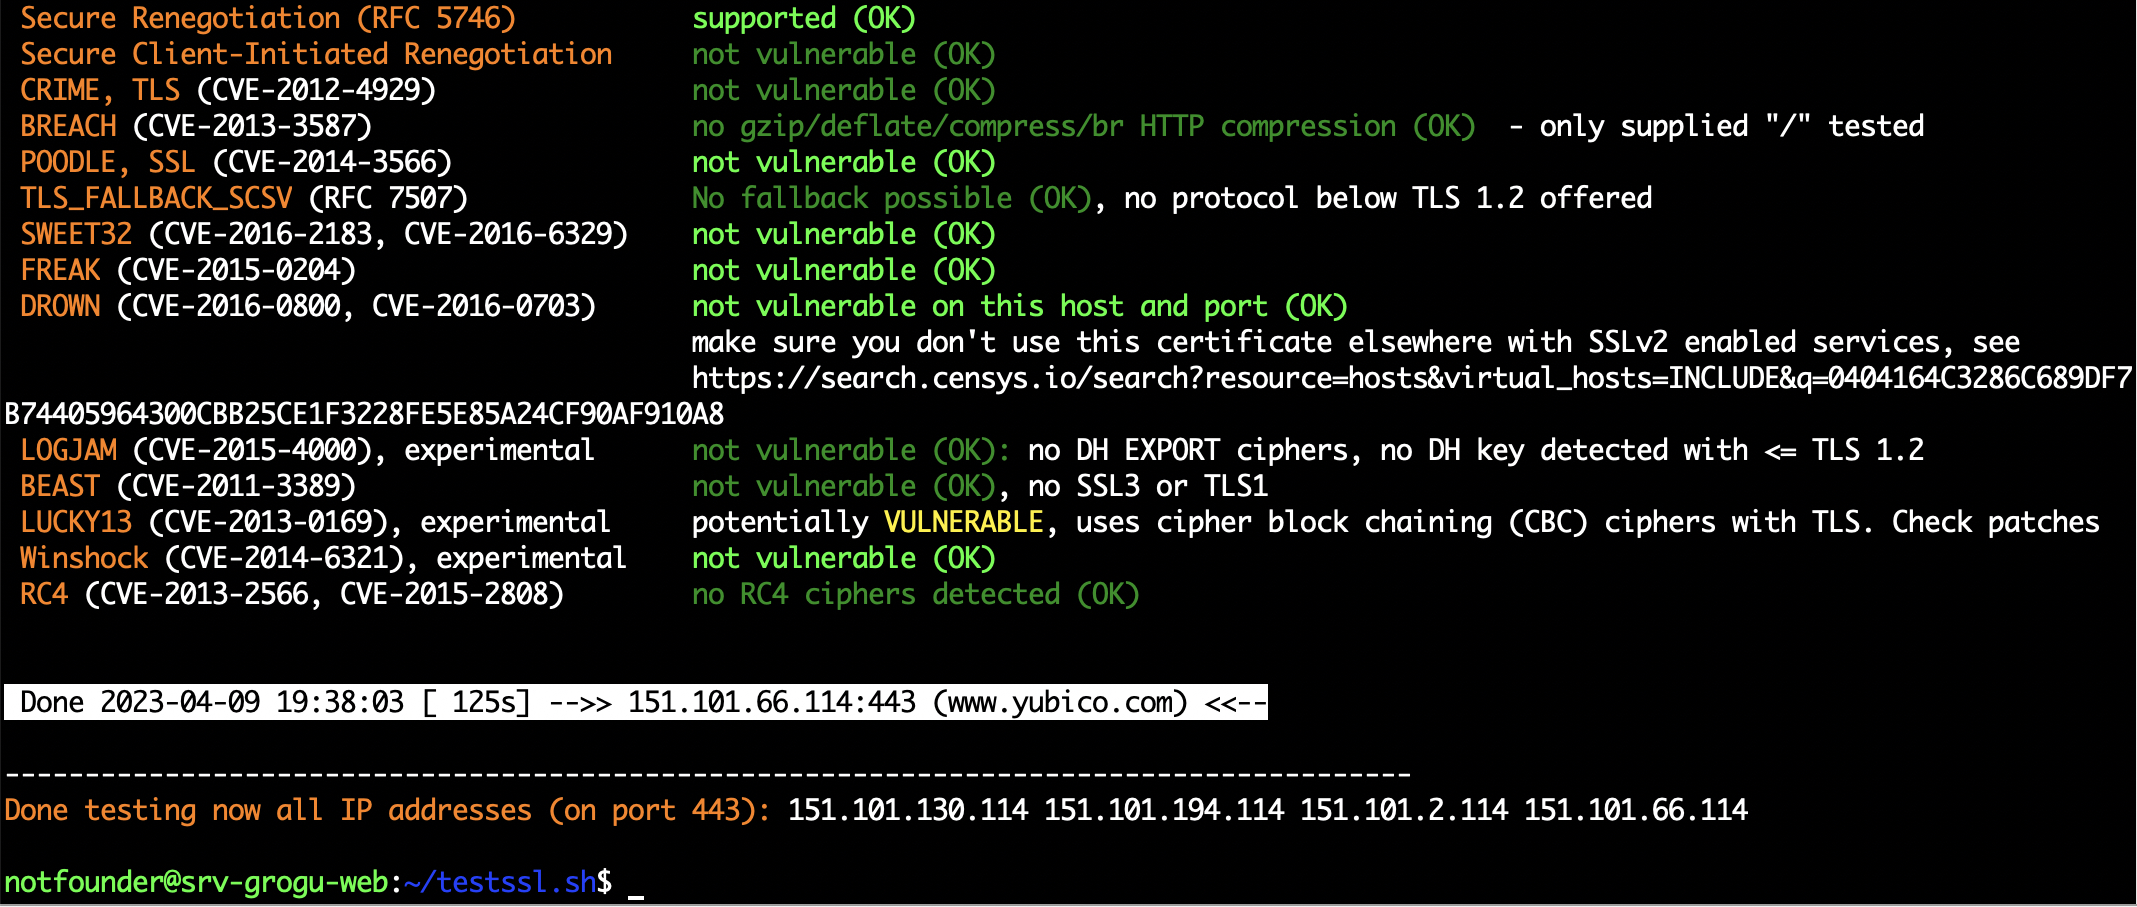 Secure Renegotiation (RFC 5746) supported (OK)
Secure Client-Initiated Renegotiation not vulnerable (OK)
CRIME, TLS (CVE-2012-4929) not vulnerable (OK)
BREACH (CVE-2013-3587) no gzip/deflate/compress/br HTTP compression (OK) - only supplied "/" tested
POODLE, SSL (CVE-2014-3566) not vulnerable (OK)
TLS_FALLBACK_SCSV (RFC 7507) No fallback possible (OK), no protocol below TLS 1.2 offered
SWEET32 (CVE-2016-2183, CVE-2016-6329) not vulnerable (OK)
FREAK (CVE-2015-0204) not vulnerable (OK)
DROWN (CVE-2016-0800, CVE-2016-0703) not vulnerable on this host and port (OK)
make sure you don't use this certificate elsewhere with SSLv2 enabled services, see
https://search.censys.io/search?resource=hosts&virtual_hosts=INCLUDE&q=0404164C3286C689DF7
B74405964300CBB25CE1F3228FE5E85A24CF90AF910A8
LOGJAM (CVE-2015-4000), experimental not vulnerable (OK): no DH EXPORT ciphers, no DH key detected with <= TLS 1.2
BEAST (CVE-2011-3389) not vulnerable (OK), no SSL3 or TLS1
LUCKY13 (CVE-2013-0169), experimental potentially VULNERABLE, uses cipher block chaining (CBC) ciphers with TLS. Check patches
Winshock (CVE-2014-6321), experimental not vulnerable (OK)
RC4 (CVE-2013-2566, CVE-2015-2808) no RC4 ciphers detected (OK)
Done 2023-04-09 19:38:03 [ 125s] -->> 151.101.66.114:443 (www.yubico.com) <<--
----------------------------------------------------------------------------------------
Done testing now all IP addresses (on port 443): 151.101.130.114 151.101.194.114 151.101.2.114 151.101.66.114
notfounder@srv-grogu-web:~/testssl.sh$ _